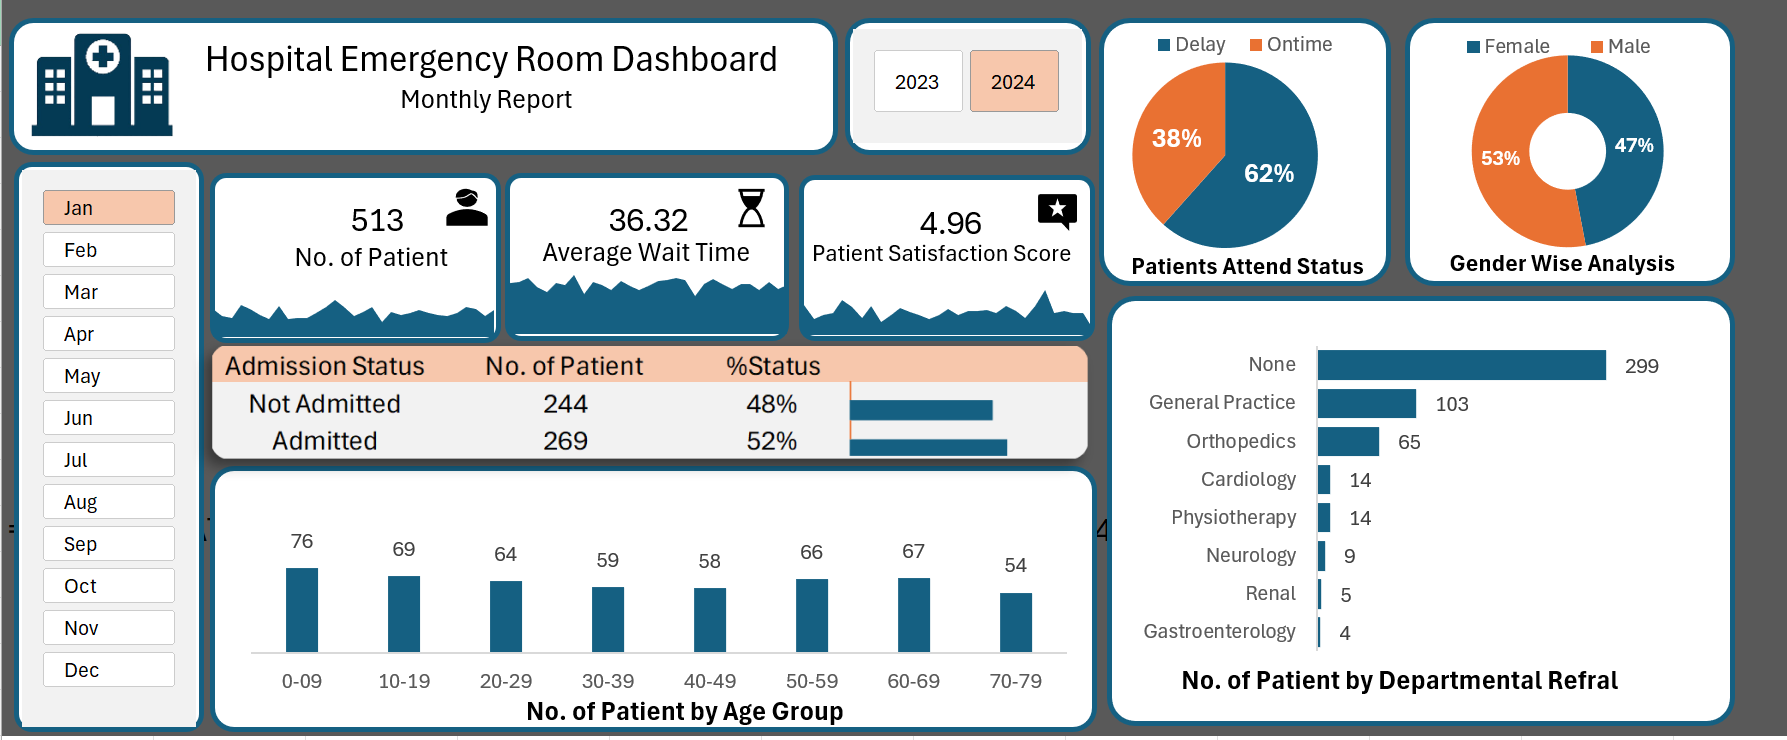 Hospital Emergency Room Dashboard
Monthly Report
2023
2024
Jan
Feb
Mar
Apr
May
Jun
Jul
Aug
Sep
Oct
Nov
Dec
513
No. of Patient
36.32
Average Wait Time
4.96
Patient Satisfaction Score
Delay Ontime
38%
62%
Patients Attend Status
Female Male
53%
47%
Gender Wise Analysis
Admission Status No. of Patient %Status
Not Admitted 244 48%
Admitted 269 52%
76 69 64 59 58 66 67 54
0-09 10-19 20-29 30-39 40-49 50-59 60-69 70-79
No. of Patient by Age Group
None 299
General Practice 103
Orthopedics 65
Cardiology 14
Physiotherapy 14
Neurology 9
Renal 5
Gastroenterology 4
No. of Patient by Departmental Refral